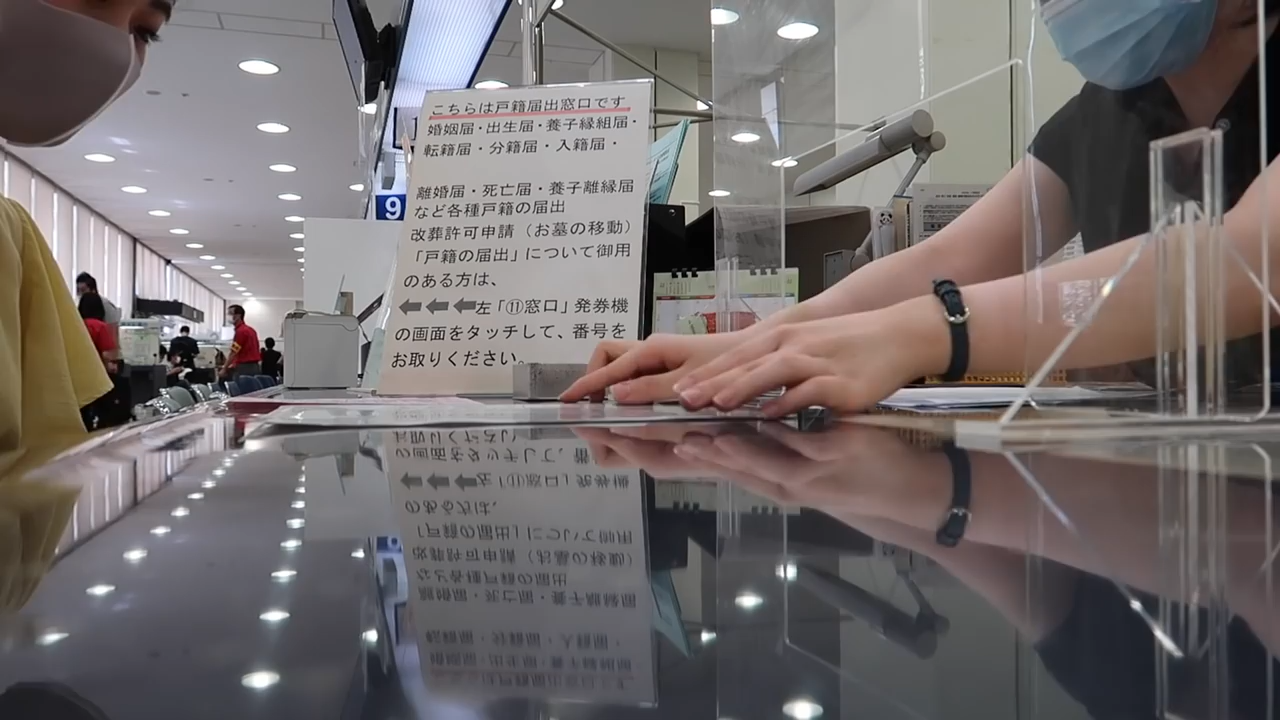 こちらは戸籍届出窓口です
婚姻届・出生届・養子縁組届・
転籍届・分籍届・入籍届・
離婚届・死亡届・養子離縁届
など各種戸籍の届出
改葬許可申請（お墓の移動）
「戸籍の届出」について御用
のある方は、
⬅⬅⬅左「⑪窓口」発券機
の画面をタッチして、番号を
お取りください。
9